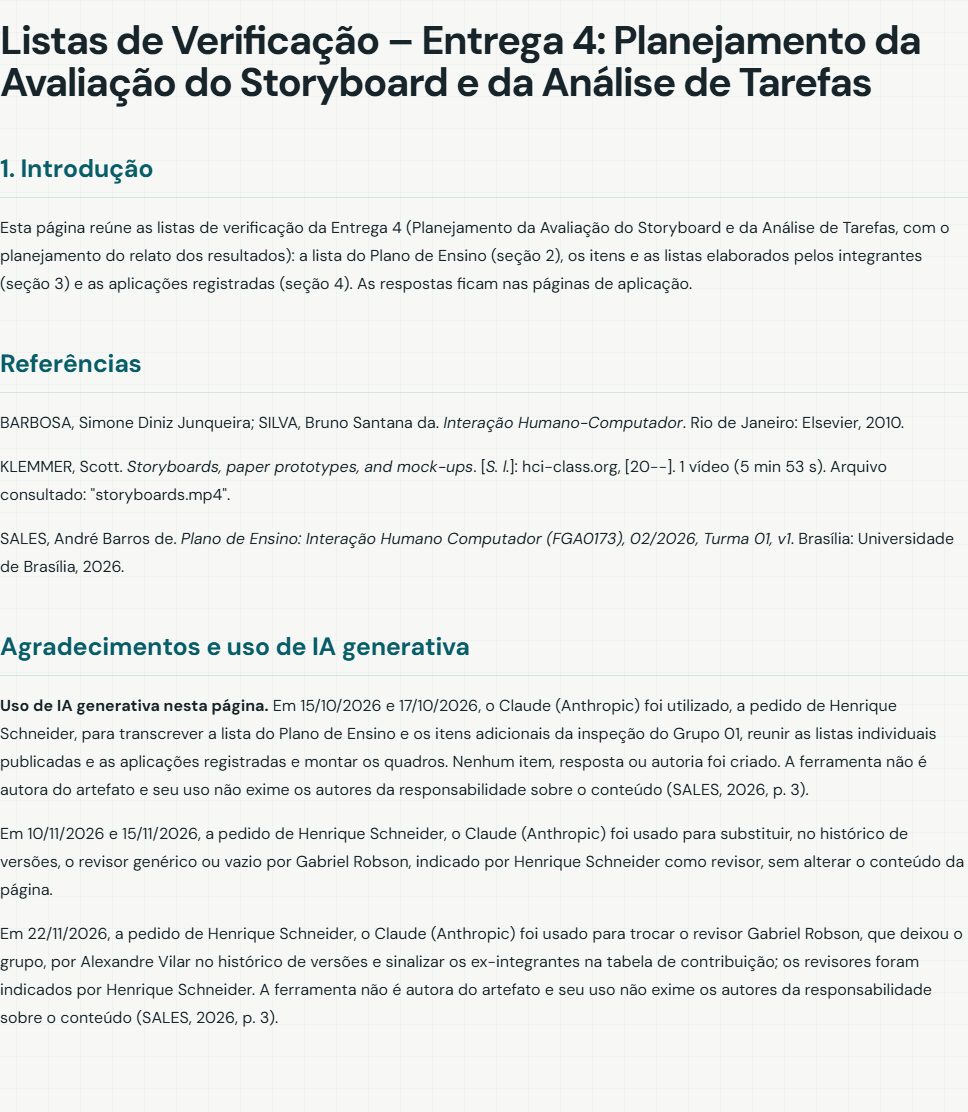 Listas de Verificação – Entrega 4: Planejamento da
Avaliação do Storyboard e da Análise de Tarefas
1. Introdução
Esta página reúne as listas de verificação da Entrega 4 (Planejamento da Avaliação do Storyboard e da Análise de Tarefas, com o
planejamento do relato dos resultados): a lista do Plano de Ensino (seção 2), os itens e as listas elaborados pelos integrantes
(seção 3) e as aplicações registradas (seção 4). As respostas ficam nas páginas de aplicação.
Referências
BARBOSA, Simone Diniz Junqueira; SILVA, Bruno Santana da. Interação Humano-Computador. Rio de Janeiro: Elsevier, 2010.
KLEMMER, Scott. Storyboards, paper prototypes, and mock-ups. [S. l.]: hci-class.org, [20--]. 1 vídeo (5 min 53 s). Arquivo
consultado: "storyboards.mp4".
SALES, André Barros de. Plano de Ensino: Interação Humano Computador (FGA0173), 02/2026, Turma 01, v1. Brasília: Universidade
de Brasília, 2026.
Agradecimentos e uso de IA generativa
Uso de IA generativa nesta página. Em 15/10/2026 e 17/10/2026, o Claude (Anthropic) foi utilizado, a pedido de Henrique
Schneider, para transcrever a lista do Plano de Ensino e os itens adicionais da inspeção do Grupo 01, reunir as listas individuais
publicadas e as aplicações registradas e montar os quadros. Nenhum item, resposta ou autoria foi criado. A ferramenta não é
autora do artefato e seu uso não exime os autores da responsabilidade sobre o conteúdo (SALES, 2026, p. 3).
Em 10/11/2026 e 15/11/2026, a pedido de Henrique Schneider, o Claude (Anthropic) foi usado para substituir, no histórico de
versões, o revisor genérico ou vazio por Gabriel Robson, indicado por Henrique Schneider como revisor, sem alterar o conteúdo da
página.
Em 22/11/2026, a pedido de Henrique Schneider, o Claude (Anthropic) foi usado para trocar o revisor Gabriel Robson, que deixou o
grupo, por Alexandre Vilar no histórico de versões e sinalizar os ex-integrantes na tabela de contribuição; os revisores foram
indicados por Henrique Schneider. A ferramenta não é autora do artefato e seu uso não exime os autores da responsabilidade
sobre o conteúdo (SALES, 2026, p. 3).